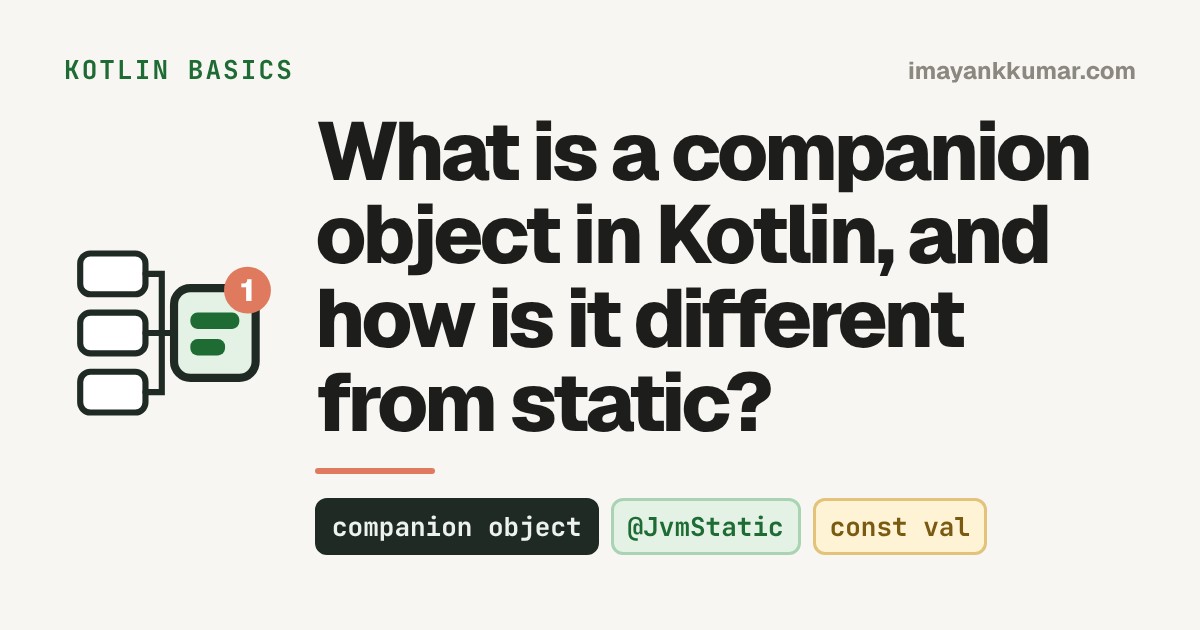 KOTLIN BASICS
imayankkumar.com
What is a companion
object in Kotlin, and
how is it different
from static?
1
companion object
@JvmStatic
const val